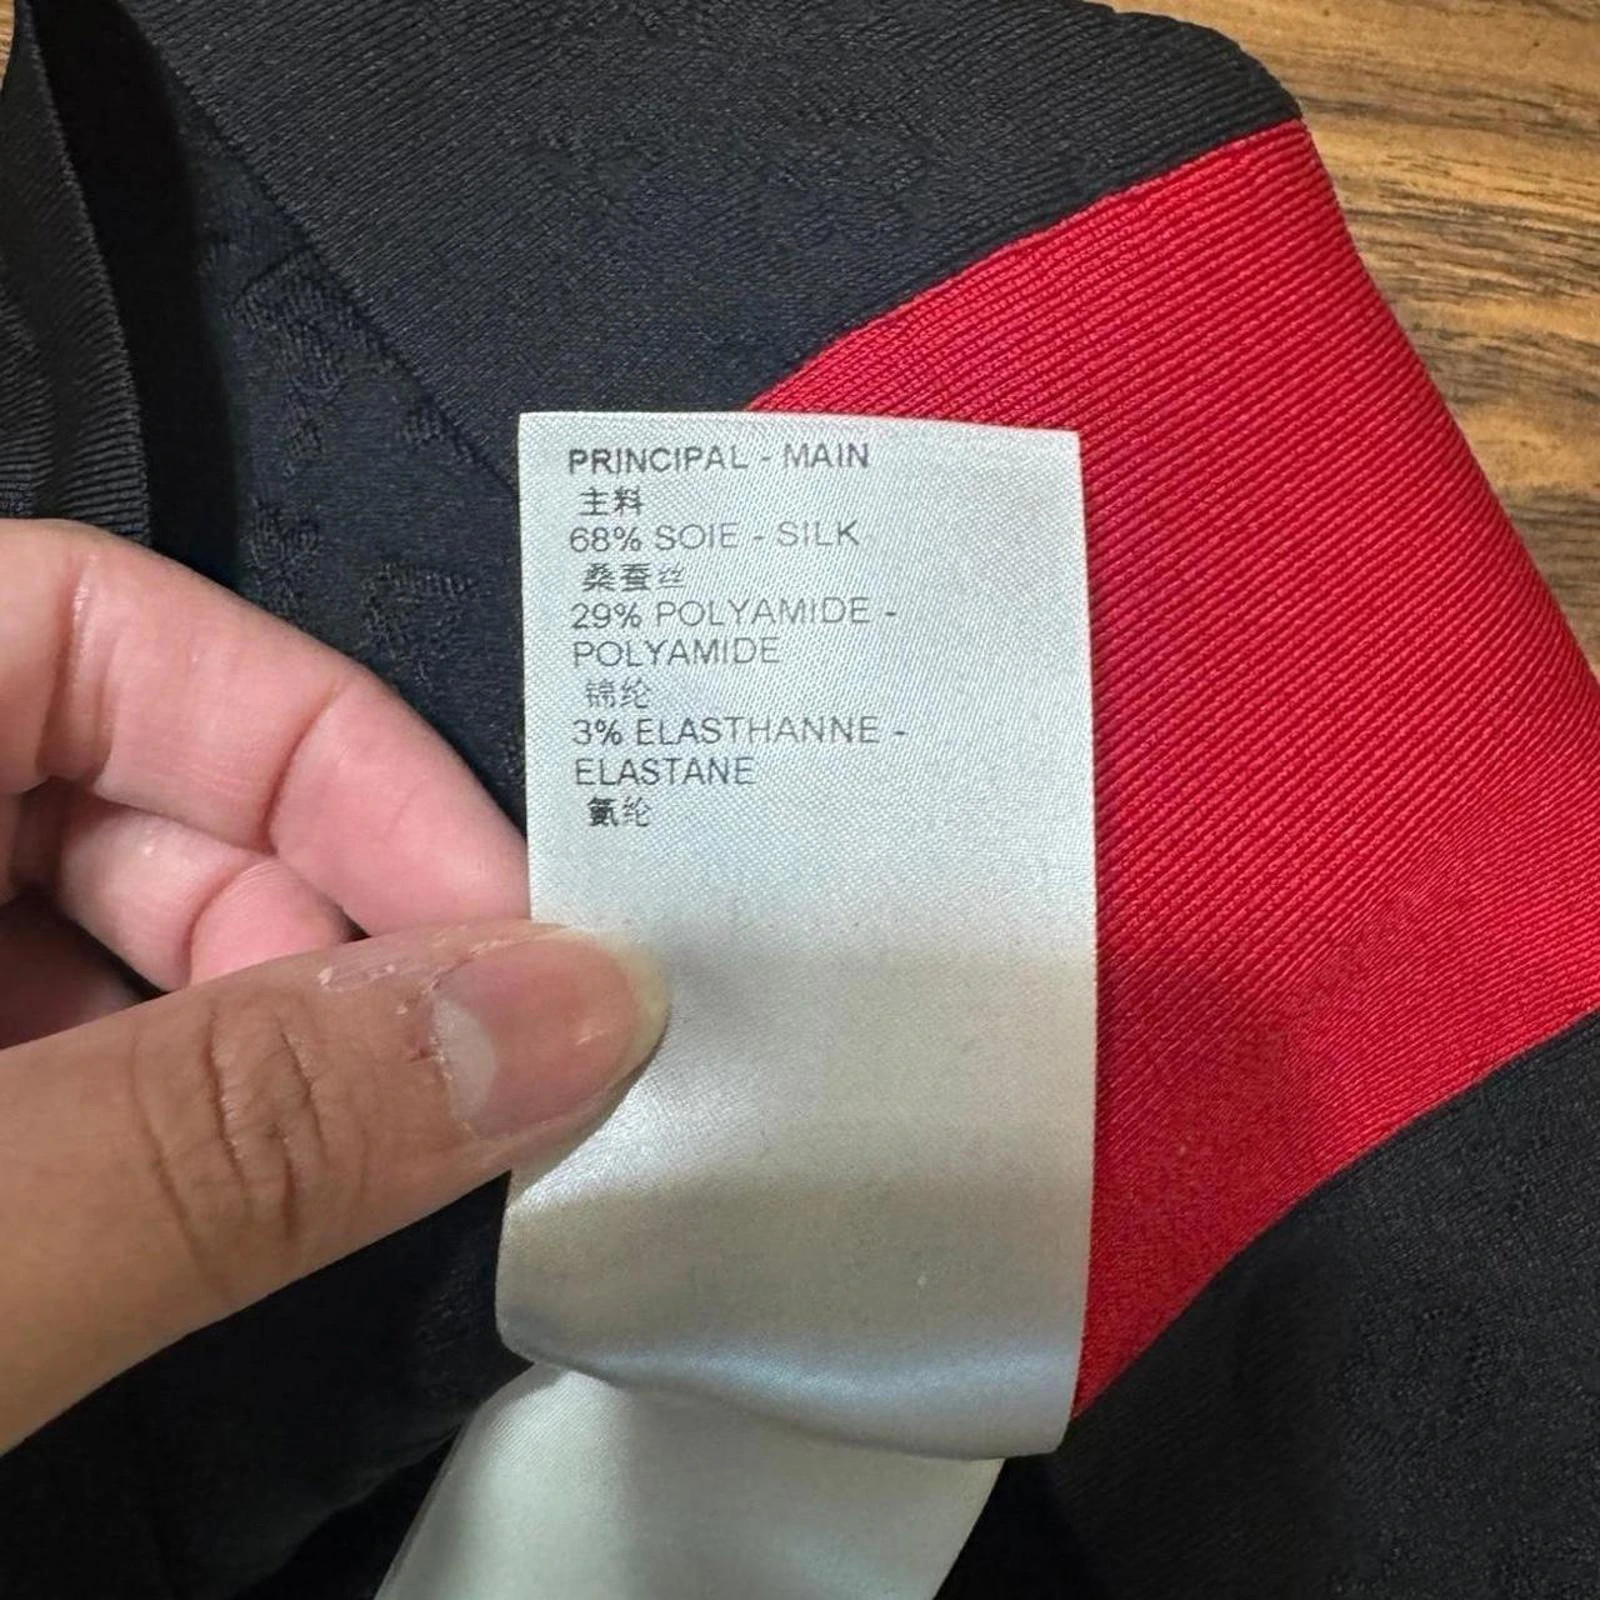 PRINCIPAL - MAIN
主料
68% SOIE - SILK
桑蚕丝
29% POLYAMIDE -
POLYAMIDE
锦纶
3% ELASTHANNE -
ELASTANE
氨纶